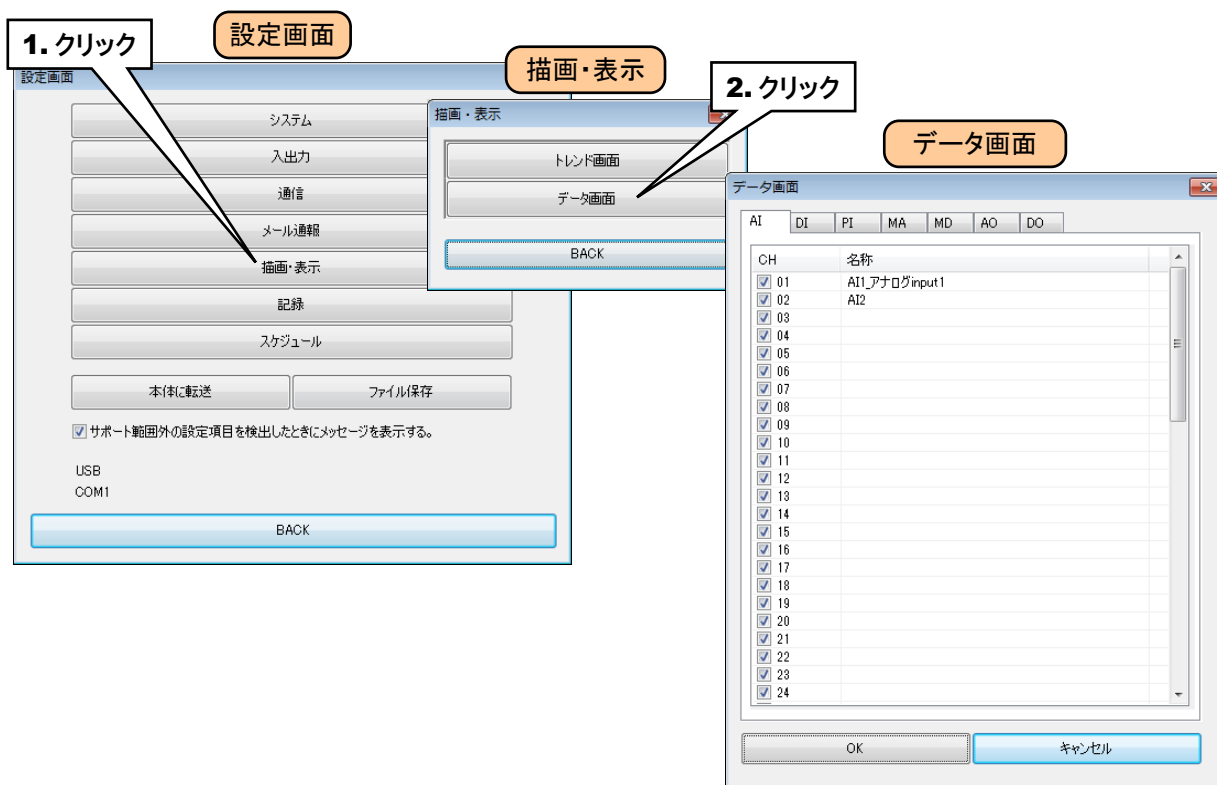 1. クリック
設定画面
設定画面
システム
入出力
通信
メール通報
描画・表示
記録
スケジュール
本体に転送
ファイル保存
サポート範囲外の設定項目を検出したときにメッセージを表示する。
USB
COM1
BACK
描画・表示
2. クリック
描画・表示
トレンド画面
データ画面
BACK
データ画面
データ画面
AI DI PI MA MD AO DO
CH 名称
01 AI1_アナログinput1
02 AI2
03
04
05
06
07
08
09
10
11
12
13
14
15
16
17
18
19
20
21
22
23
24
OK
キャンセル